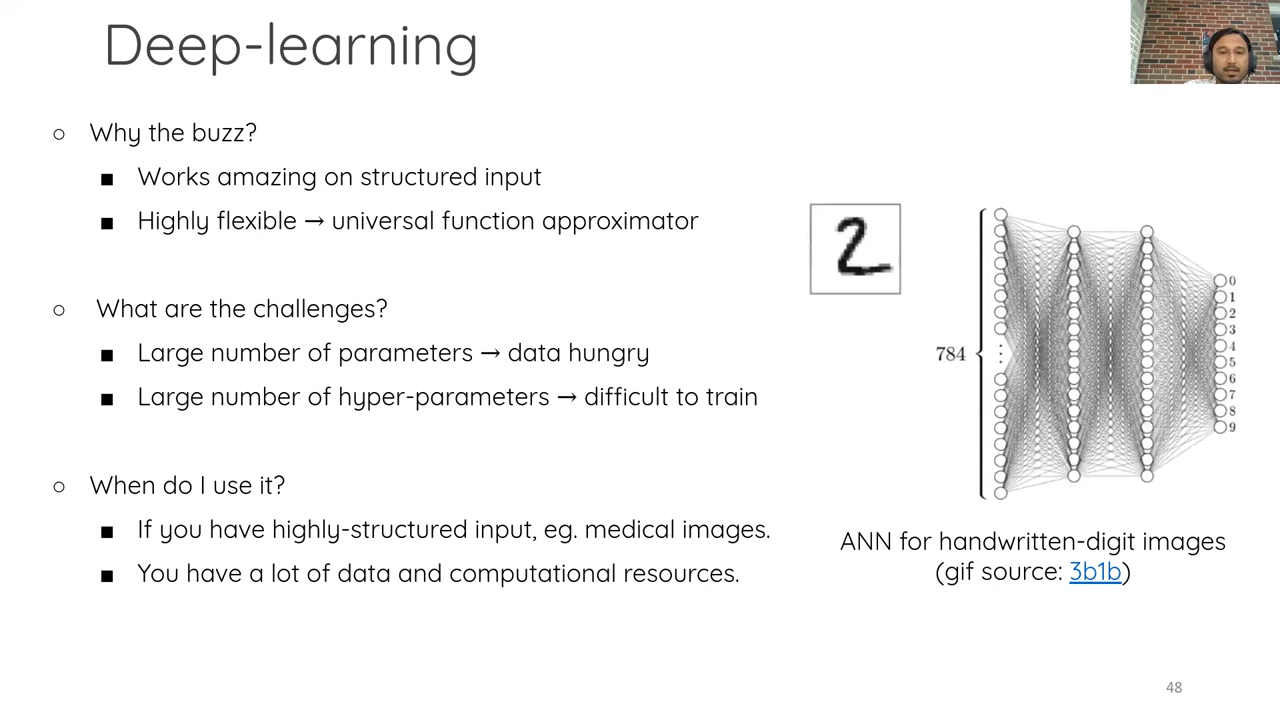 Deep-learning
○ Why the buzz?
■ Works amazing on structured input
■ Highly flexible → universal function approximator
○ What are the challenges?
■ Large number of parameters → data hungry
■ Large number of hyper-parameters → difficult to train
○ When do I use it?
■ If you have highly-structured input, eg. medical images.
■ You have a lot of data and computational resources.
2
784
0
1
2
3
4
5
6
7
8
9
ANN for handwritten-digit images
(gif source: 3b1b)
48